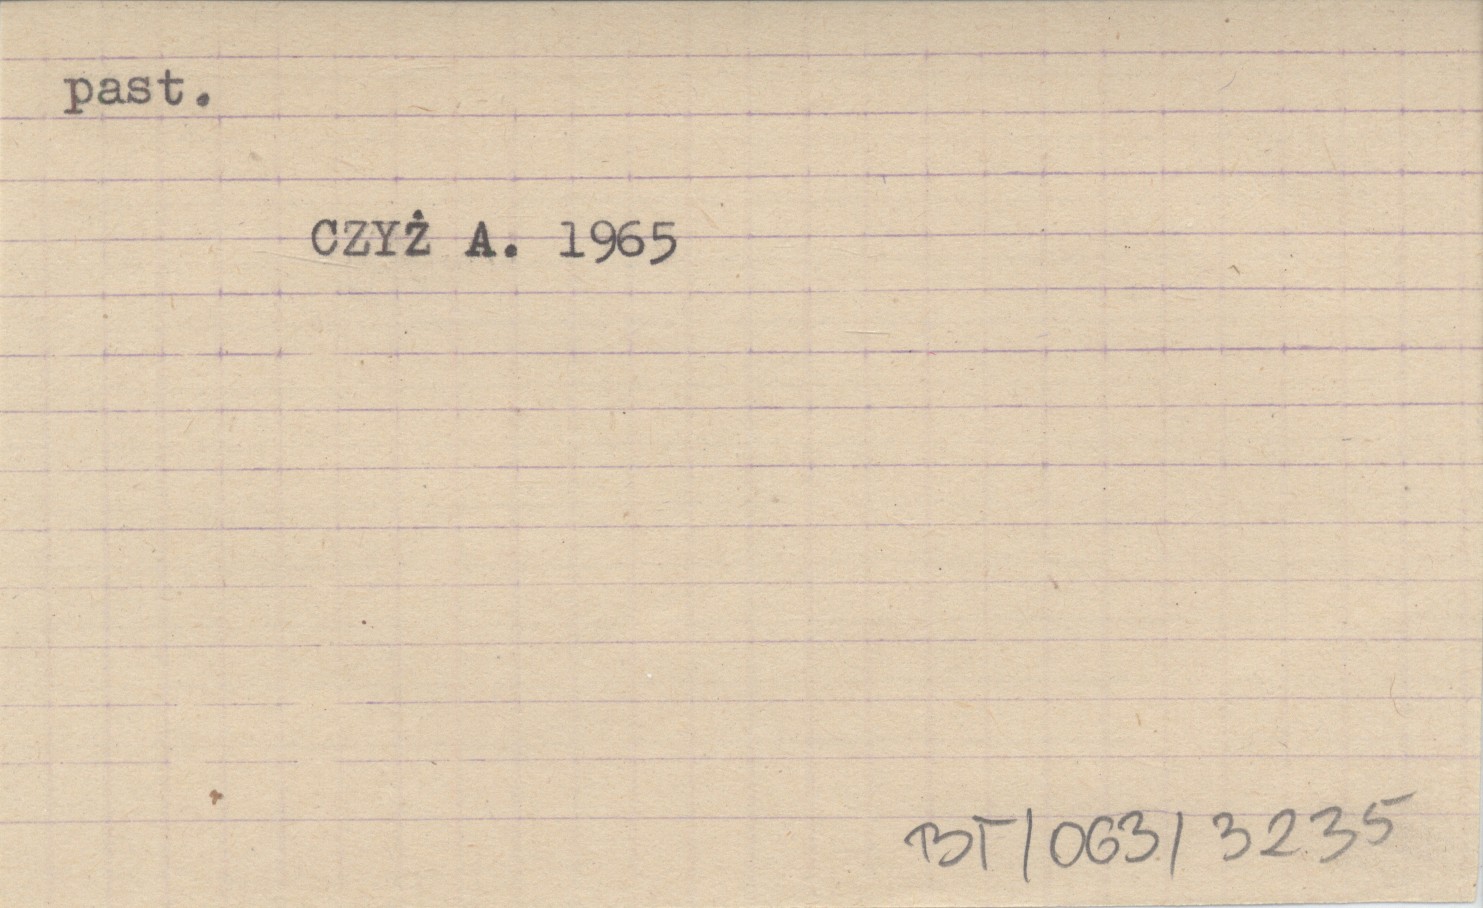 past.
CZYŻ A. 1965
BT/063/3235